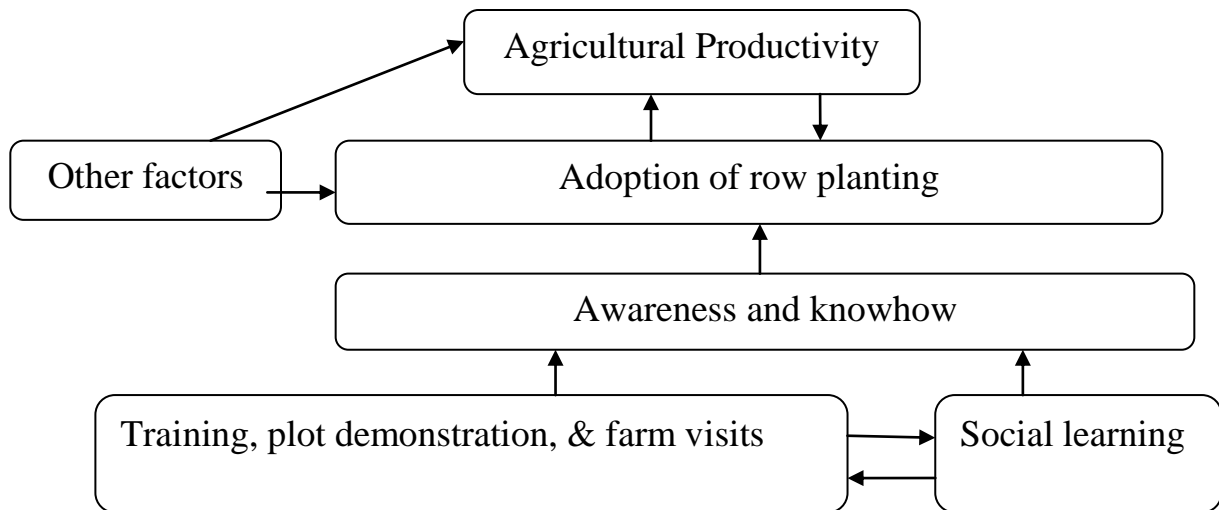 Agricultural Productivity
Other factors
Adoption of row planting
Awareness and knowhow
Training, plot demonstration, & farm visits
Social learning